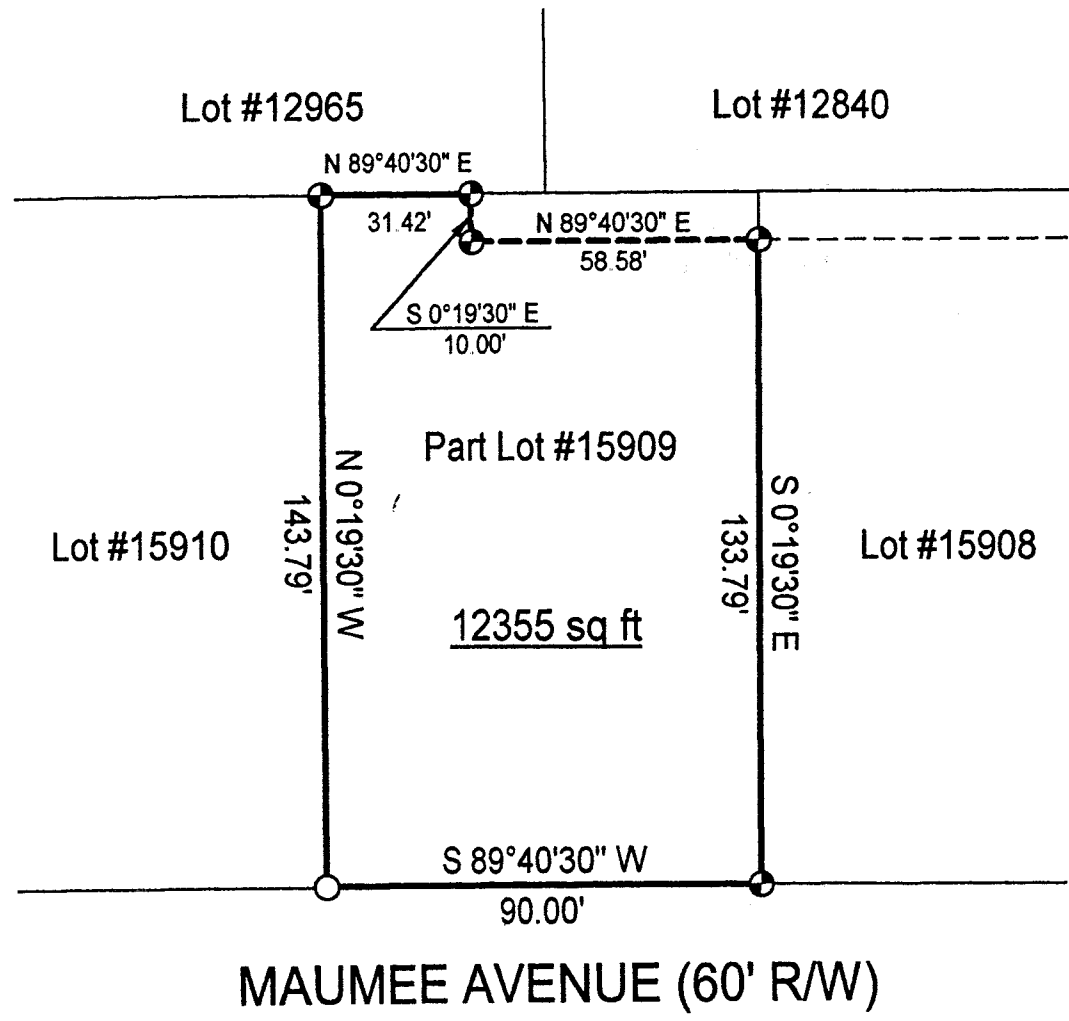 Lot #12965
Lot #12840
N 89°40'30" E
31.42'
N 89°40'30" E
58.58'
S 0°19'30" E
10.00'
Part Lot #15909
N 0°19'30" W
143.79'
S 0°19'30" E
133.79'
Lot #15910
Lot #15908
12355 sq ft
S 89°40'30" W
90.00'
MAUMEE AVENUE (60' R/W)